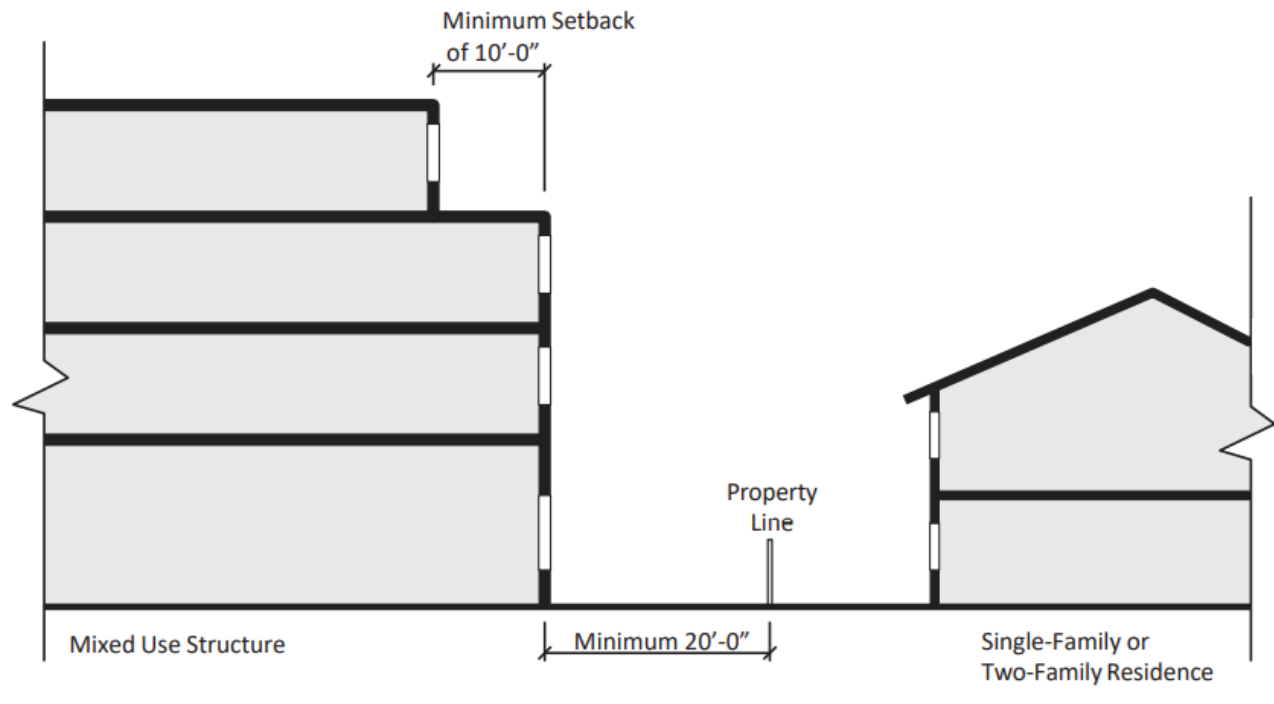 Minimum Setback
of 10’-0”
Property
Line
Mixed Use Structure
Minimum 20’-0”
Single-Family or
Two-Family Residence